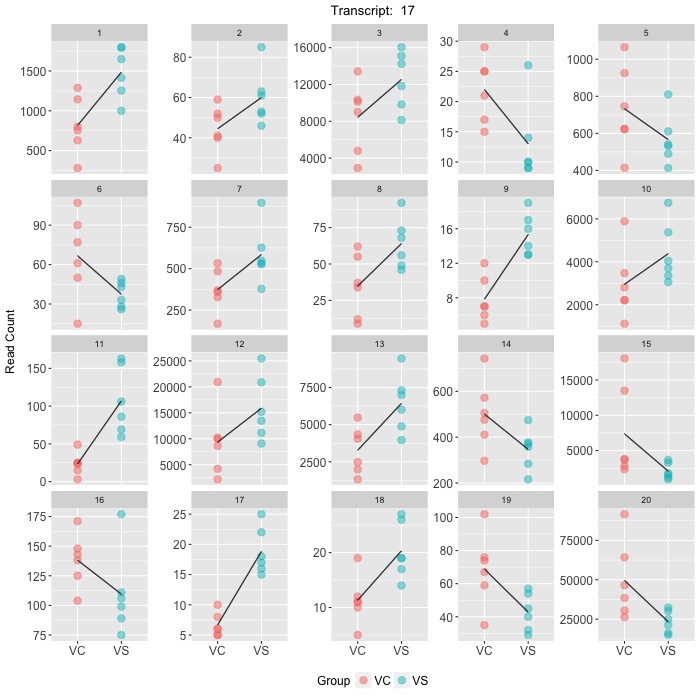 Transcript: 17
1 2 3 4 5
1500 1000 500
80 60 40
16000 12000 8000 4000
30 25 20 15 10
1000 800 600 400
6 7 8 9 10
90 60 30
750 500 250
75 50 25
16 12 8
6000 4000 2000
Read Count
11 12 13 14 15
150 100 50 0
25000 20000 15000 10000 5000
7500 5000 2500
600 400 200
15000 10000 5000
16 17 18 19 20
175 150 125 100 75
25 20 15 10 5
20 10
100 80 60 40
75000 50000 25000
VC VS VC VS VC VS VC VS VC VS
Group VC VS